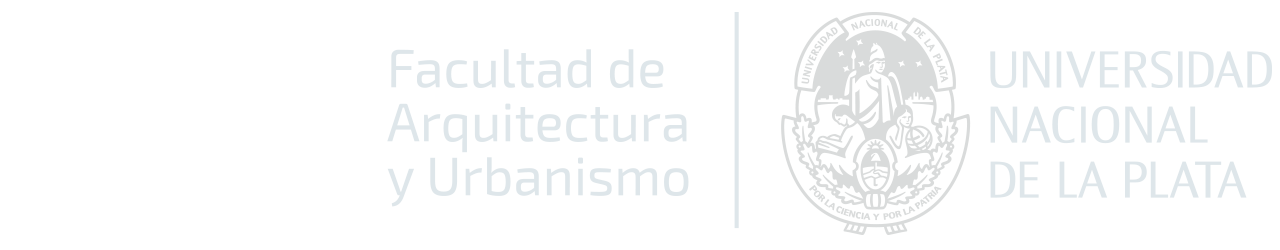 Facultad de
Arquitectura
y Urbanismo
UNIVERSIDAD NACIONAL DE LA PLATA
POR LA CIENCIA Y POR LA PATRIA
UNIVERSIDAD
NACIONAL
DE LA PLATA